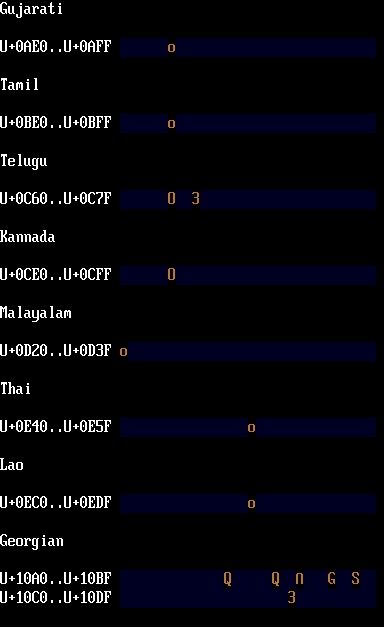 Gujarati
U+0AE0..U+0AFF o
Tamil
U+0BE0..U+0BFF o
Telugu
U+0C60..U+0C7F O 3
Kannada
U+0CE0..U+0CFF O
Malayalam
U+0D20..U+0D3F o
Thai
U+0E40..U+0E5F o
Lao
U+0EC0..U+0EDF o
Georgian
U+10A0..U+10BF Q Q Ո G S
U+10C0..U+10DF 3